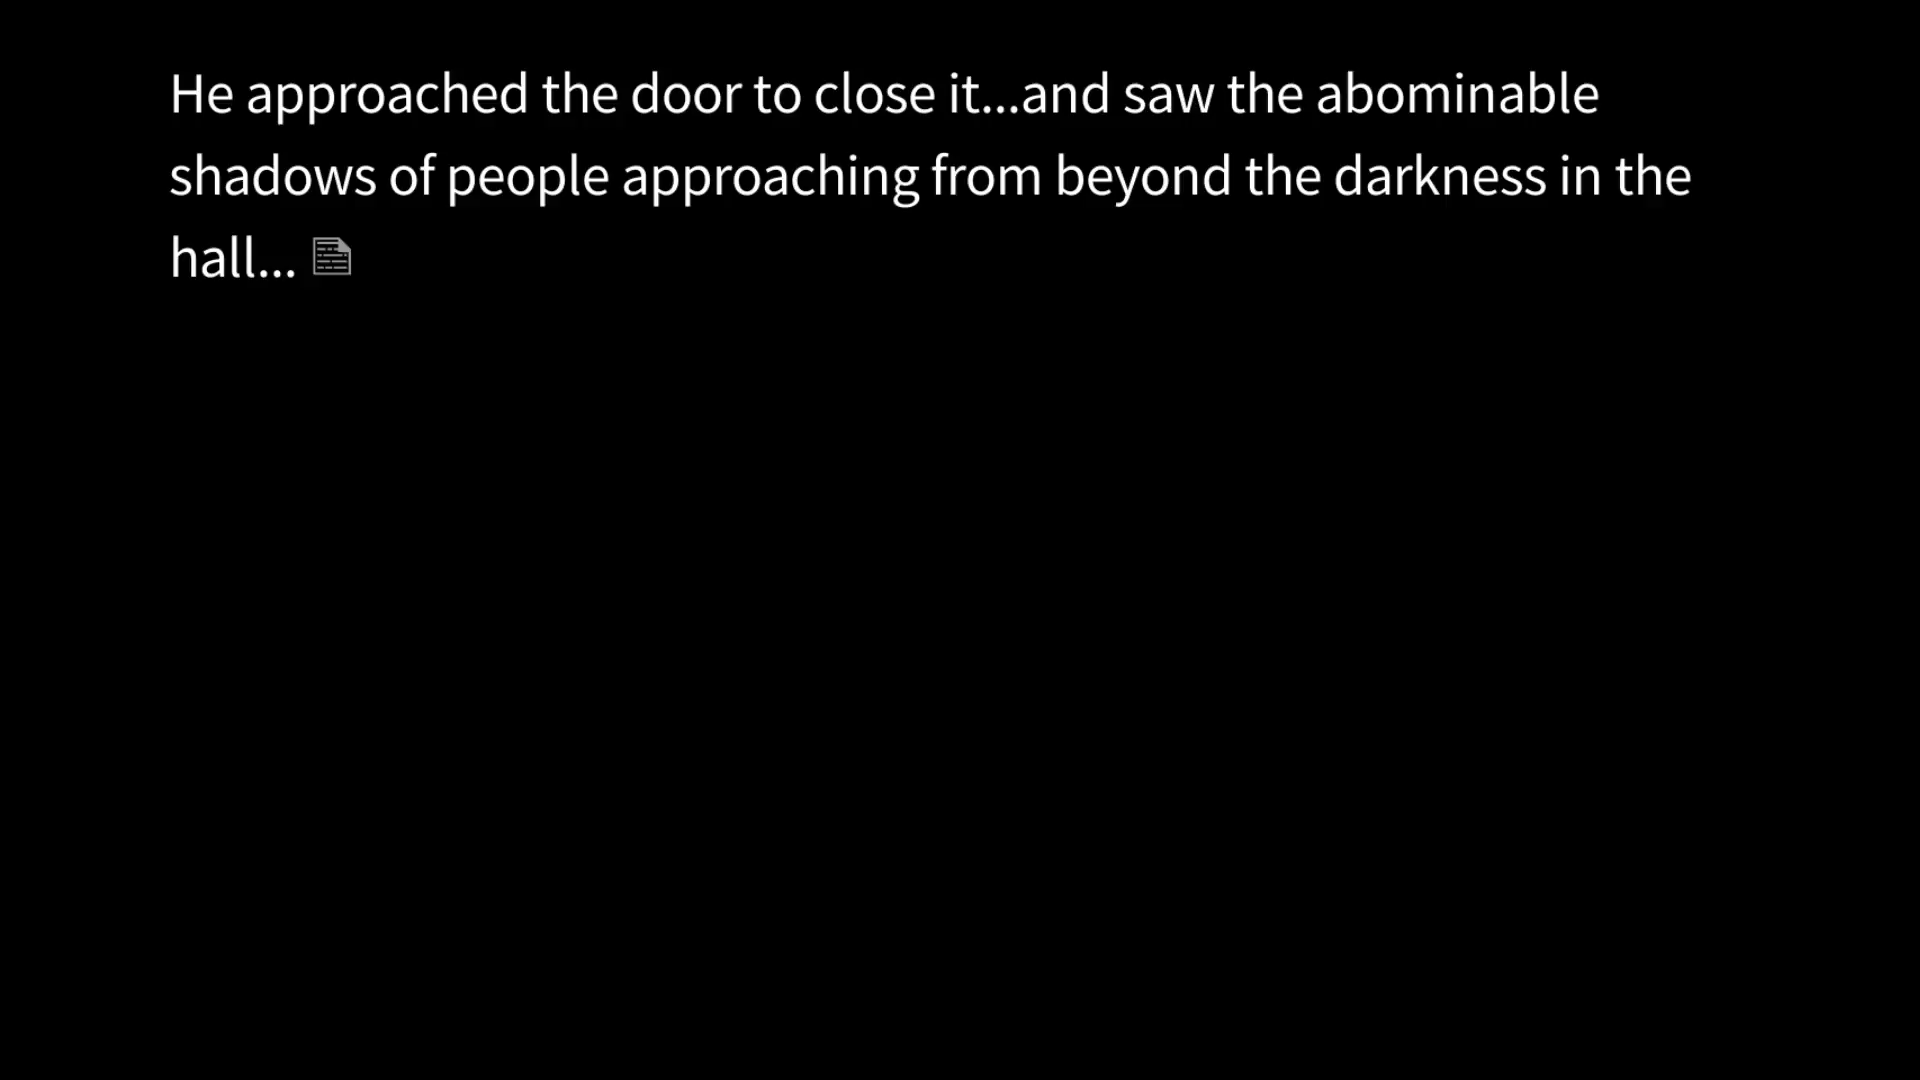 He approached the door to close it...and saw the abominable
shadows of people approaching from beyond the darkness in the
hall...